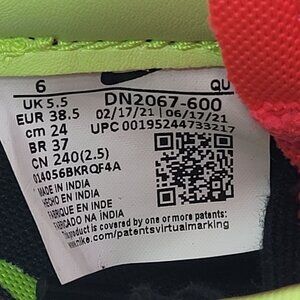 6 QU
UK 5.5 DN2067-600
EUR 38.5 02/17/21 06/17/21
cm 24 UPC 00195244733217
BR 37
CN 240(2.5)
014056BKRQF4A
MADE IN INDIA
HECHO EN INDIA
FABRIQUE EN INDE
FABRICADO NA ÍNDIA
This product is covered by one or more patents:
www.nike.com/patentsvirtualmarking